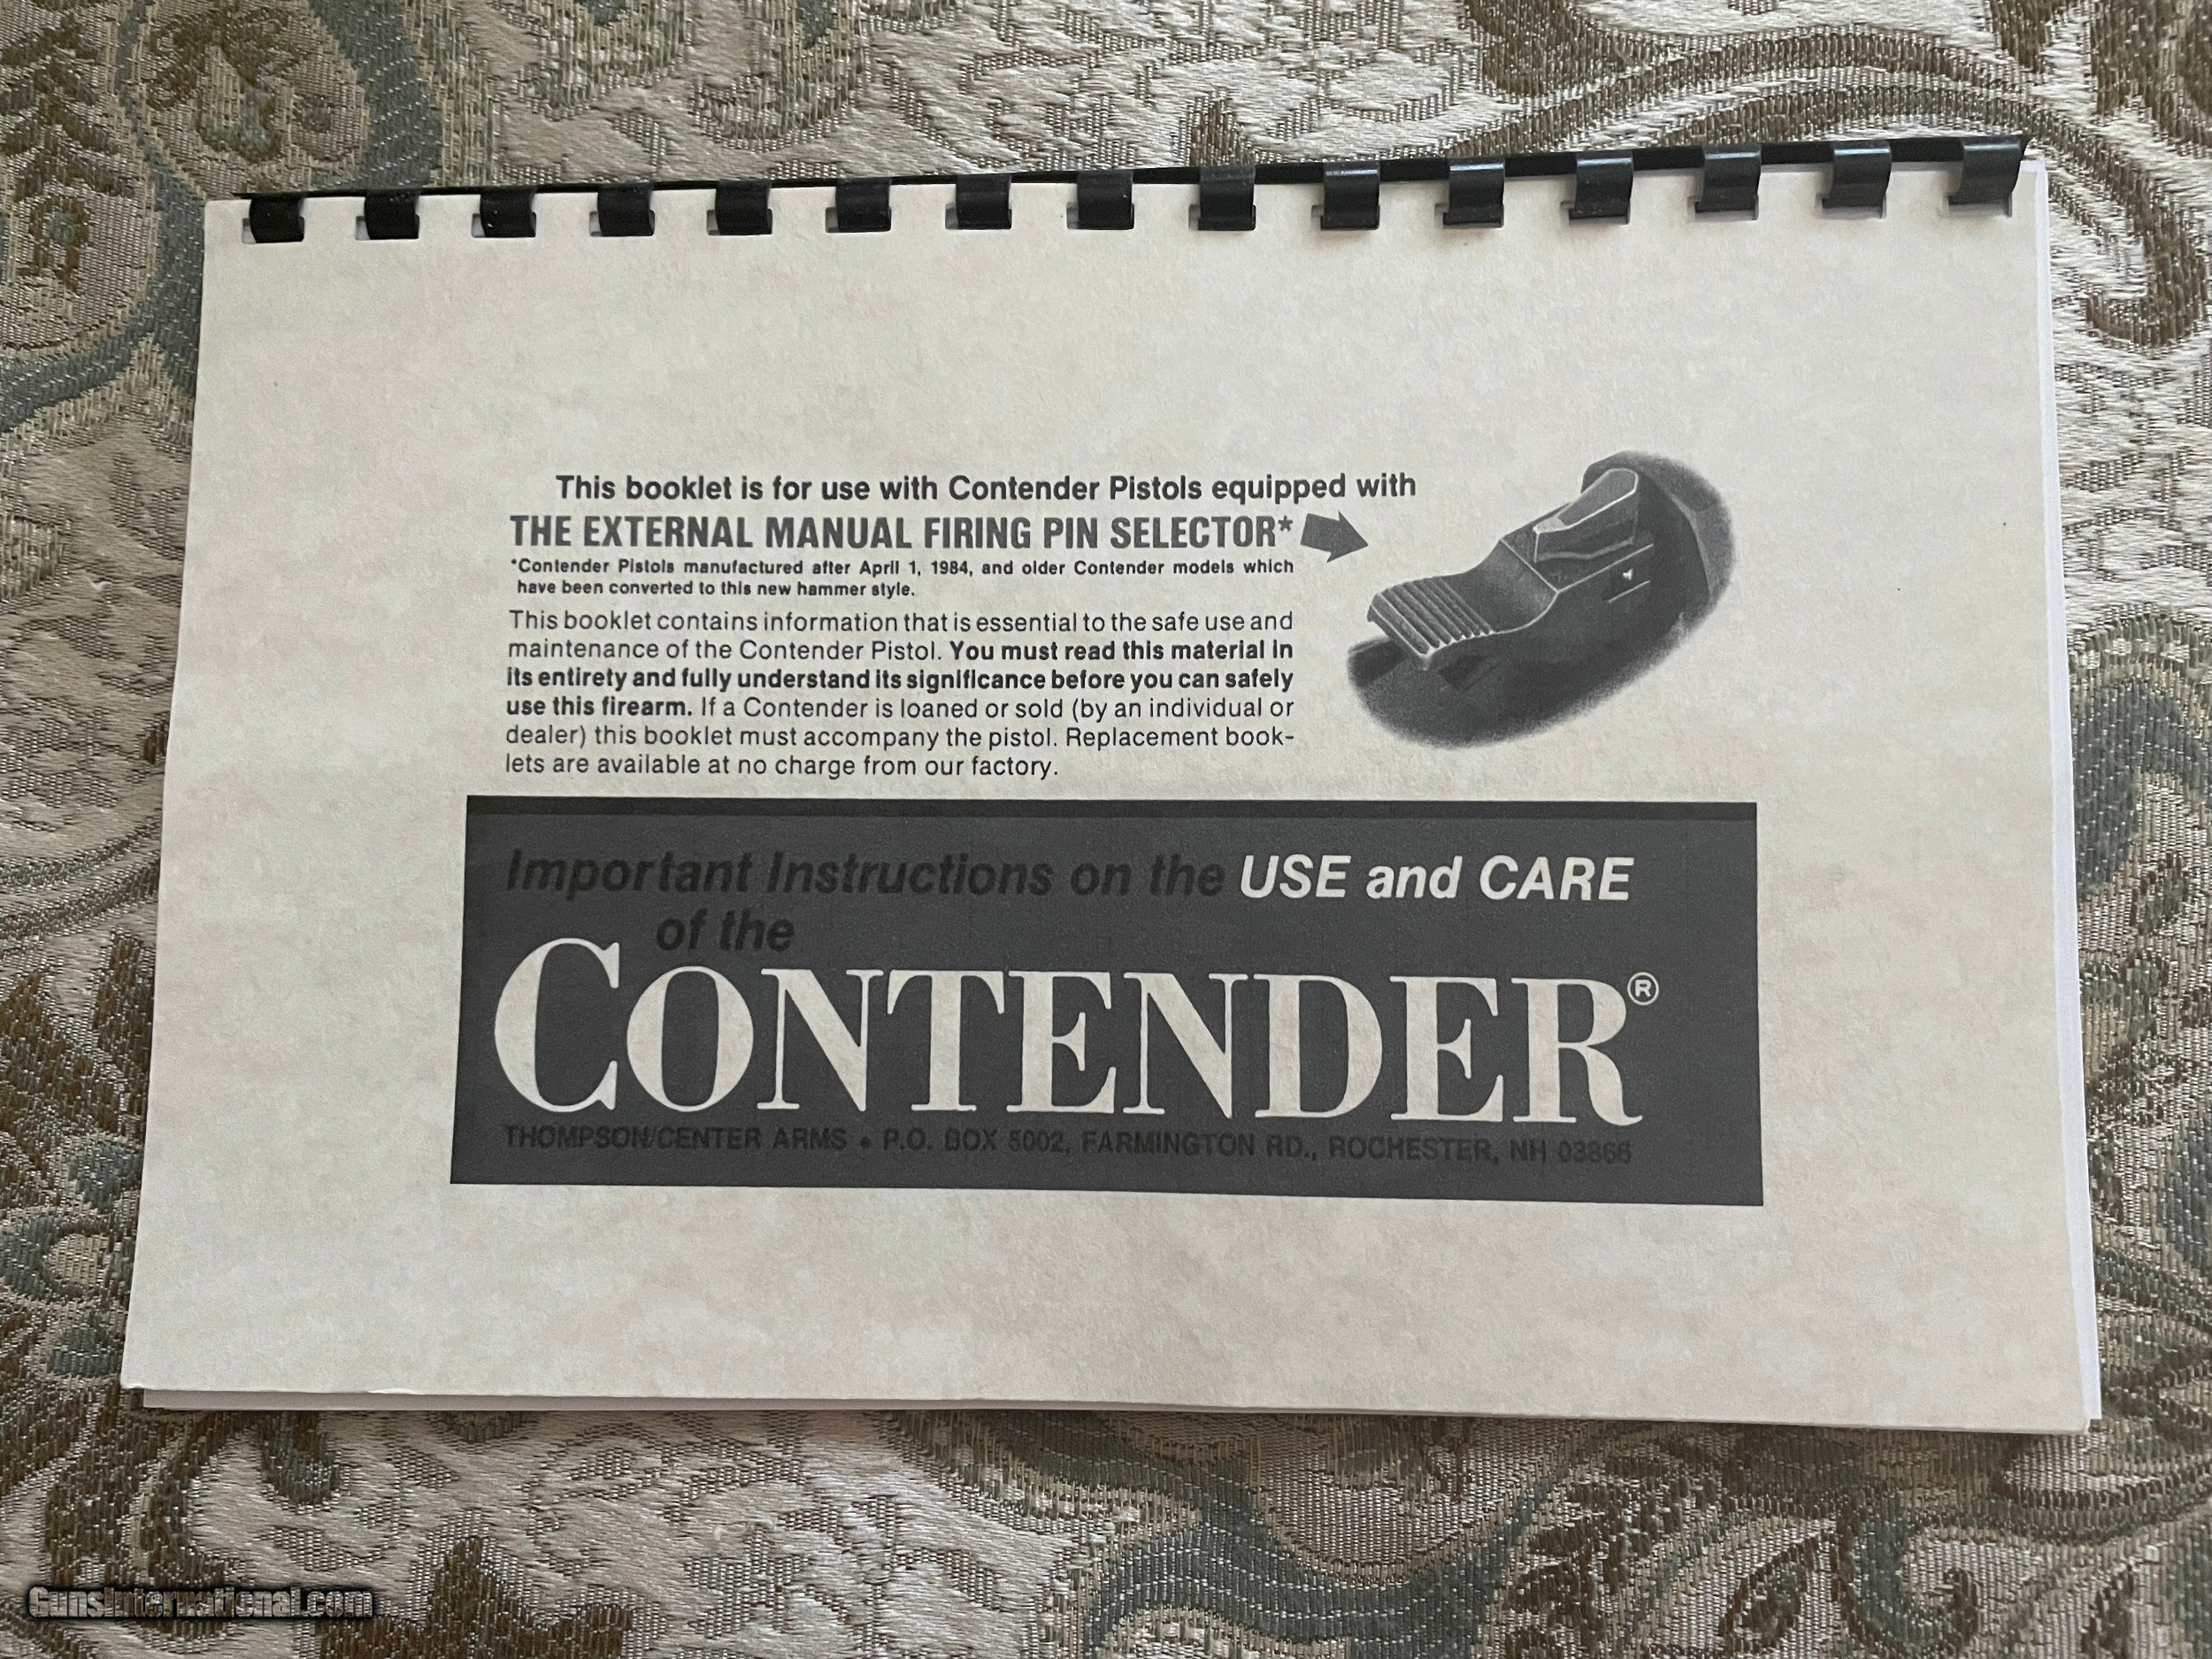 This booklet is for use with Contender Pistols equipped with
THE EXTERNAL MANUAL FIRING PIN SELECTOR*
*Contender Pistols manufactured after April 1, 1984, and older Contender models which
have been converted to this new hammer style.
This booklet contains information that is essential to the safe use and
maintenance of the Contender Pistol. You must read this material in
its entirety and fully understand its significance before you can safely
use this firearm. If a Contender is loaned or sold (by an individual or
dealer) this booklet must accompany the pistol. Replacement book-
lets are available at no charge from our factory.
Important Instructions on the USE and CARE
of the
CONTENDER®
THOMPSON/CENTER ARMS • P.O. BOX 5002, FARMINGTON RD., ROCHESTER, NH 03866
GunsInternational.com